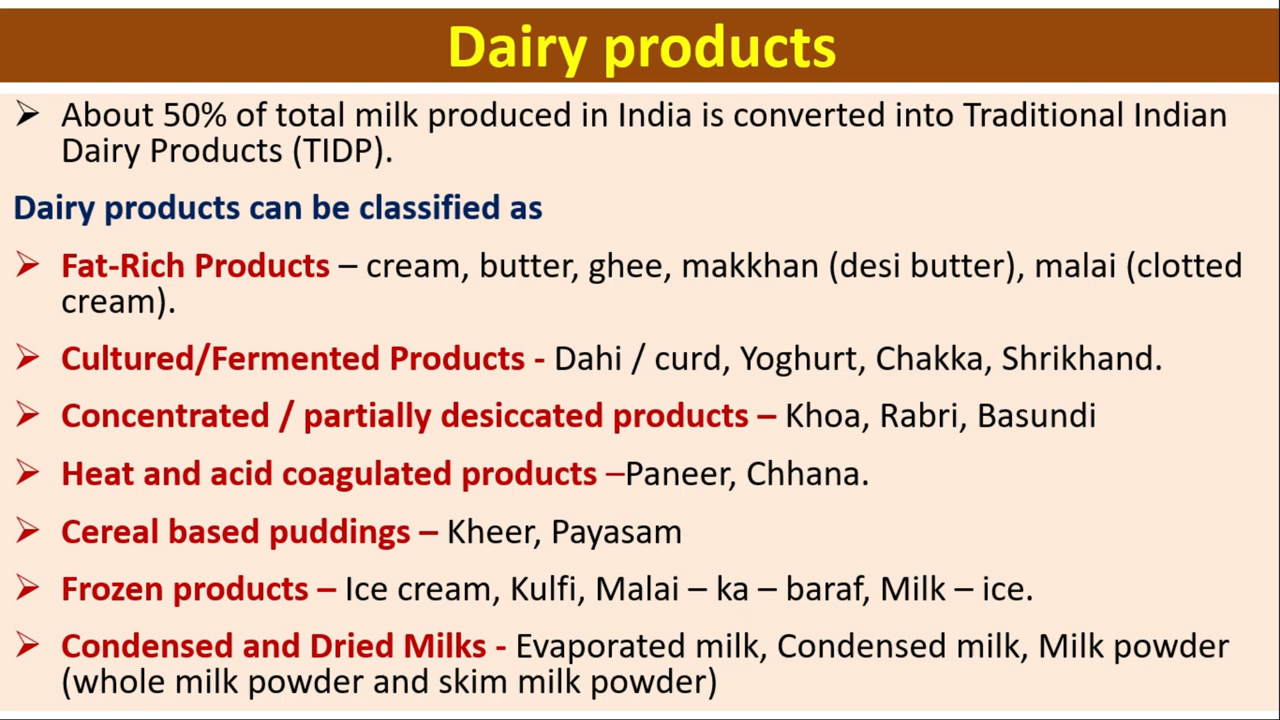 Dairy products
➢ About 50% of total milk produced in India is converted into Traditional Indian
Dairy Products (TIDP).
Dairy products can be classified as
➢ Fat-Rich Products – cream, butter, ghee, makkhan (desi butter), malai (clotted
cream).
➢ Cultured/Fermented Products - Dahi / curd, Yoghurt, Chakka, Shrikhand.
➢ Concentrated / partially desiccated products – Khoa, Rabri, Basundi
➢ Heat and acid coagulated products –Paneer, Chhana.
➢ Cereal based puddings – Kheer, Payasam
➢ Frozen products – Ice cream, Kulfi, Malai – ka – baraf, Milk – ice.
➢ Condensed and Dried Milks - Evaporated milk, Condensed milk, Milk powder
(whole milk powder and skim milk powder)